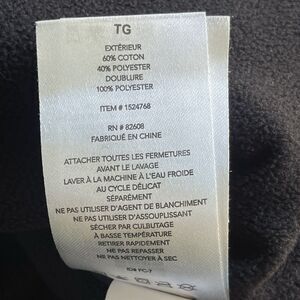 TG
EXTÉRIEUR
60% COTON
40% POLYESTER
DOUBLURE
100% POLYESTER
ITEM # 1524768
RN # 82608
FABRIQUÉ EN CHINE
ATTACHER TOUTES LES FERMETURES
AVANT LE LAVAGE
LAVER À LA MACHINE À L'EAU FROIDE
AU CYCLE DÉLICAT
SÉPARÉMENT
NE PAS UTILISER D'AGENT DE BLANCHIMENT
NE PAS UTILISER D'ASSOUPLISSANT
SÉCHER PAR CULBUTAGE
À BASSE TEMPÉRATURE
RETIRER RAPIDEMENT
NE PAS REPASSER
NE PAS NETTOYER À SEC